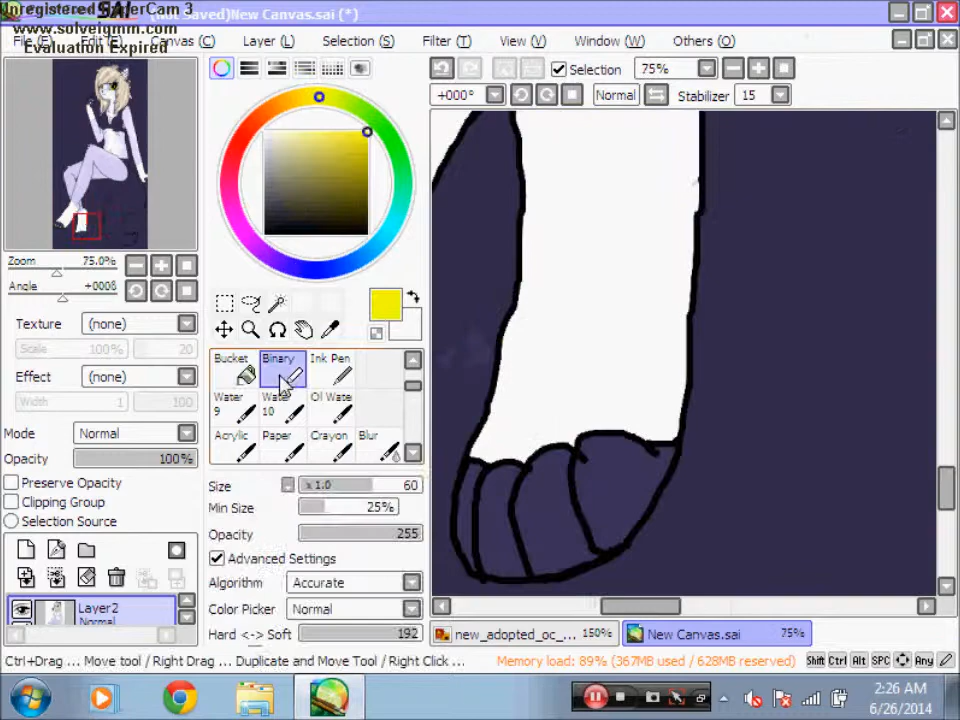 Unregistered HyperCam 3
www.solveigmm.com
Evaluation Expired
SAI
(Not Saved)New Canvas.sai (*)
Canvas (C)
Layer (L)
Selection (S)
Filter (T)
View (V)
Window (W)
Others (O)
Selection
75%
+000°
Normal
Stabilizer
15
Zoom
75.0%
Angle
+000ß
Texture
(none)
Scale
100%
20
Effect
(none)
Width
1
100
Mode
Normal
Opacity
100%
Preserve Opacity
Clipping Group
Selection Source
Layer2
Normal
Bucket
Binary
Ink Pen
Water
9
10
Ol Wate
Acrylic
Paper
Crayon
Blur
Size
x 1.0
60
Min Size
25%
Opacity
255
Advanced Settings
Algorithm
Accurate
Color Picker
Normal
Hard <-> Soft
192
new_adopted_oc_...
150%
New Canvas.sai
75%
Ctrl+Drag ... Move tool / Right Drag ... Duplicate and Move Tool / Right Click ...
Memory load: 89% (367MB used / 628MB reserved)
Shift
Ctrl
Alt
SPC
Any
2:26 AM
6/26/2014